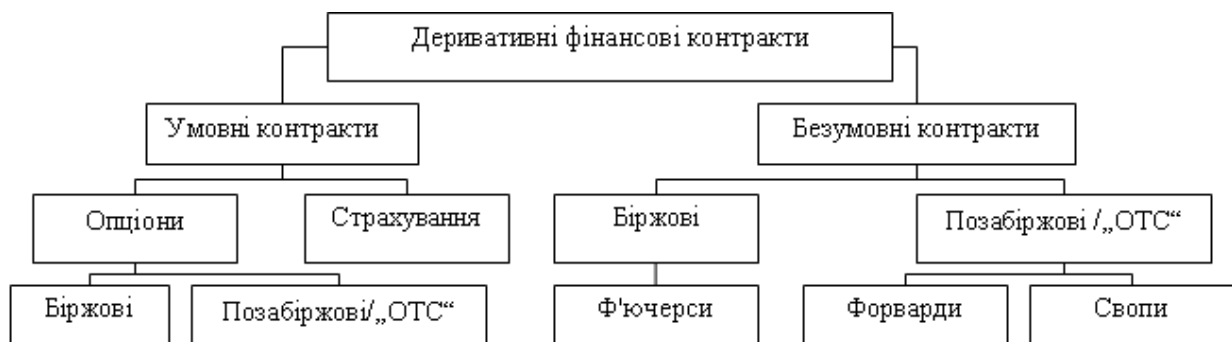 Деривативні фінансові контракти
Умовні контракти
Безумовні контракти
Опціони
Страхування
Біржові
Позабіржові /„ОТС“
Біржові
Позабіржові/„ОТС“
Ф'ючерси
Форварди
Свопи